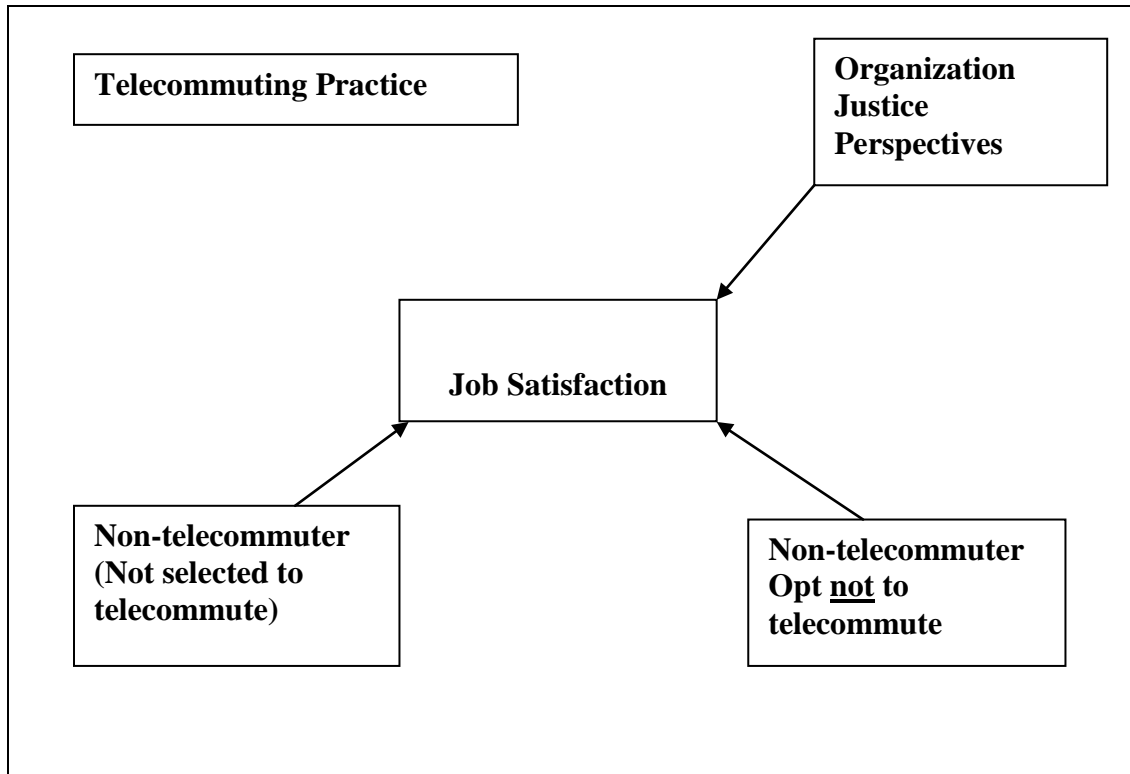 Telecommuting Practice
Organization
Justice
Perspectives
Job Satisfaction
Non-telecommuter
(Not selected to
telecommute)
Non-telecommuter
Opt not to
telecommute